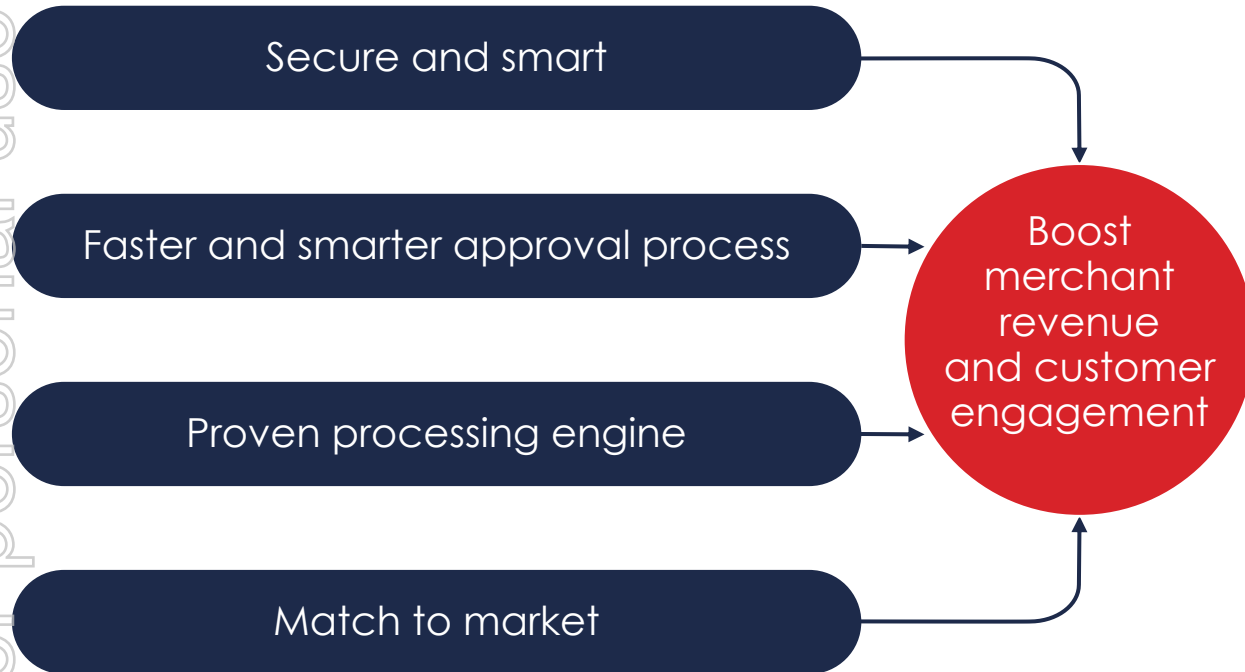 Secure and smart
Faster and smarter approval process
Proven processing engine
Match to market
Boost
merchant
revenue
and customer
engagement